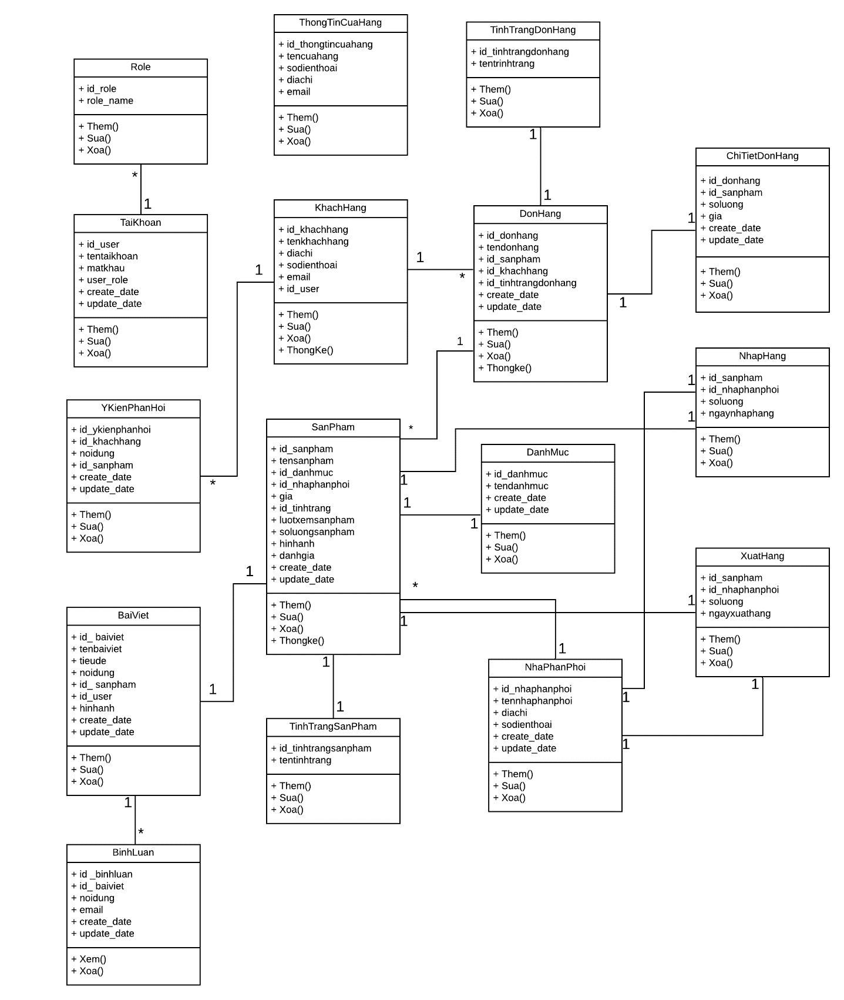 ThongTinCuaHang
+ id_thongtincuahang
+ tencuahang
+ sodienthoai
+ diachi
+ email
+ Them()
+ Sua()
+ Xoa()
TinhTrangDonHang
+ id_tinhtrangdonhang
+ tentrinhtrang
+ Them()
+ Sua()
+ Xoa()
1
1
Role
+ id_role
+ role_name
+ Them()
+ Sua()
+ Xoa()
*
1
TaiKhoan
+ id_user
+ tentaikhoan
+ matkhau
+ user_role
+ create_date
+ update_date
+ Them()
+ Sua()
+ Xoa()
KhachHang
+ id_khachhang
+ tenkhachhang
+ diachi
+ sodienthoai
+ email
+ id_user
+ Them()
+ Sua()
+ Xoa()
+ ThongKe()
1
1
*
DonHang
+ id_donhang
+ tendonhang
+ id_sanpham
+ id_khachhang
+ id_tinhtrangdonhang
+ create_date
+ update_date
+ Them()
+ Sua()
+ Xoa()
+ Thongke()
1
1
1
ChiTietDonHang
+ id_donhang
+ id_sanpham
+ soluong
+ gia
+ create_date
+ update_date
+ Them()
+ Sua()
+ Xoa()
NhapHang
+ id_sanpham
+ id_nhaphanphoi
+ soluong
+ ngaynhaphang
+ Them()
+ Sua()
+ Xoa()
1
1
YKienPhanHoi
+ id_ykienphanhoi
+ id_khachhang
+ noidung
+ id_sanpham
+ create_date
+ update_date
+ Them()
+ Sua()
+ Xoa()
*
SanPham
+ id_sanpham
+ tensanpham
+ id_danhmuc
+ id_nhaphanphoi
+ gia
+ id_tinhtrang
+ luotxemsanpham
+ soluongsanpham
+ hinhanh
+ danhgia
+ create_date
+ update_date
+ Them()
+ Sua()
+ Xoa()
+ Thongke()
*
1
1
1
*
1
1
1
DanhMuc
+ id_danhmuc
+ tendanhmuc
+ create_date
+ update_date
+ Them()
+ Sua()
+ Xoa()
XuatHang
+ id_sanpham
+ id_nhaphanphoi
+ soluong
+ ngayxuathang
+ Them()
+ Sua()
+ Xoa()
1
1
BaiViet
+ id_ baiviet
+ tenbaiviet
+ tieude
+ noidung
+ id_ sanpham
+ id_user
+ hinhanh
+ create_date
+ update_date
+ Them()
+ Sua()
+ Xoa()
1
1
*
NhaPhanPhoi
+ id_nhaphanphoi
+ tennhaphanphoi
+ diachi
+ sodienthoai
+ create_date
+ update_date
+ Them()
+ Sua()
+ Xoa()
1
1
1
TinhTrangSanPham
+ id_tinhtrangsanpham
+ tentinhtrang
+ Them()
+ Sua()
+ Xoa()
1
BinhLuan
+ id _binhluan
+ id_ baiviet
+ noidung
+ email
+ create_date
+ update_date
+ Xem()
+ Xoa()